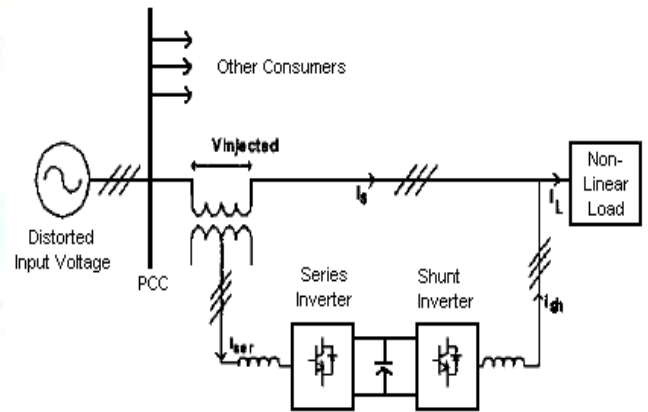 Other Consumers
Vinjected
Is
IL
Non-
Linear
Load
Distorted
Input Voltage
PCC
Series
Inverter
Shunt
Inverter
Iser
Ish